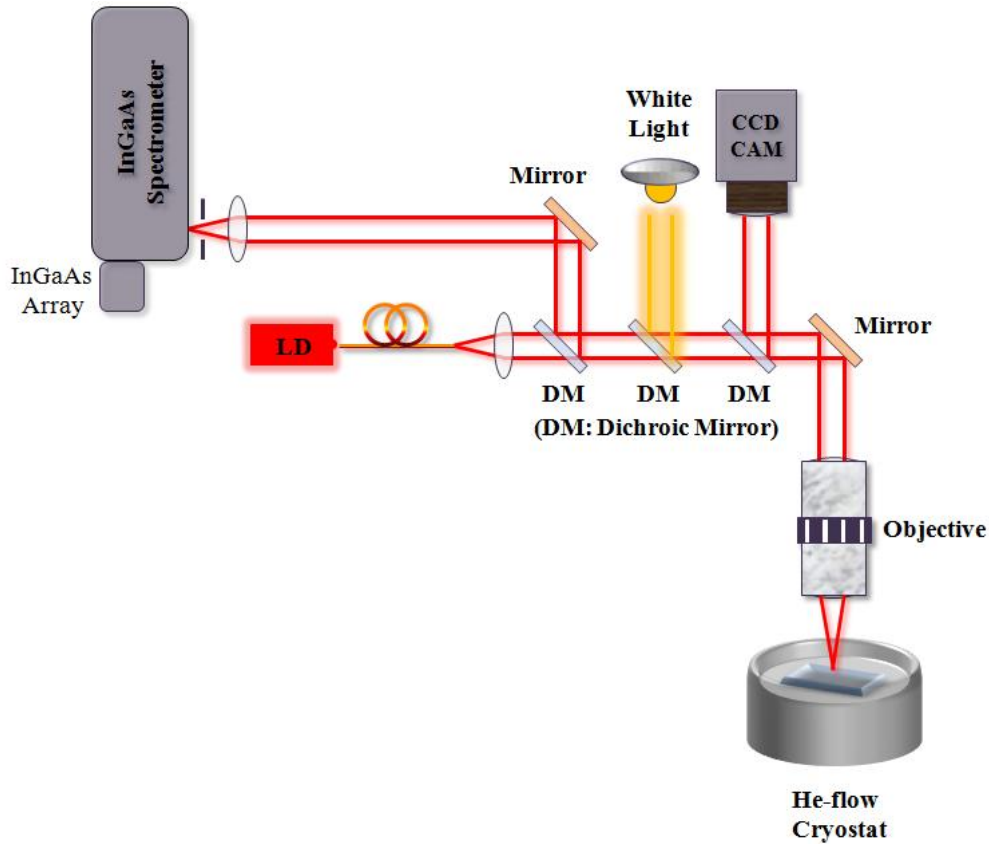 InGaAs
Spectrometer
InGaAs
Array
Mirror
White
Light
CCD
CAM
LD
Mirror
DM
DM
DM
(DM: Dichroic Mirror)
Objective
He-flow
Cryostat